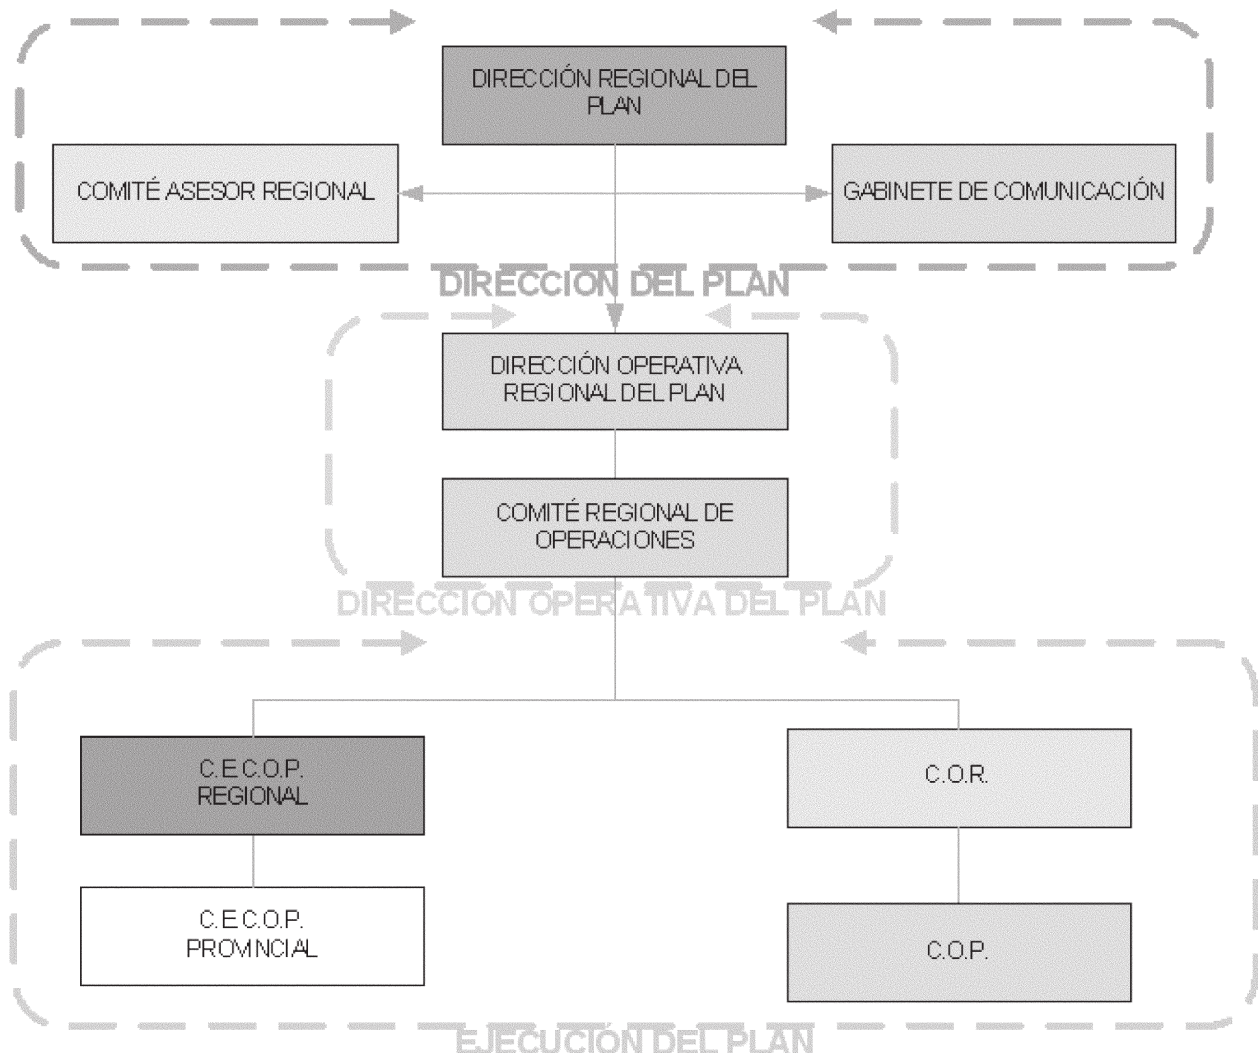 DIRECCIÓN REGIONAL DEL
PLAN
COMITÉ ASESOR REGIONAL
GABINETE DE COMUNICACIÓN
DIRECCION DEL PLAN
DIRECCIÓN OPERATIVA
REGIONAL DEL PLAN
COMITÉ REGIONAL DE
OPERACIONES
DIRECCION OPERATIVA DEL PLAN
C.E.C.O.P.
REGIONAL
C.O.R.
C.E.C.O.P.
PROVINCIAL
C.O.P.
EJECUCIÓN DEL PLAN